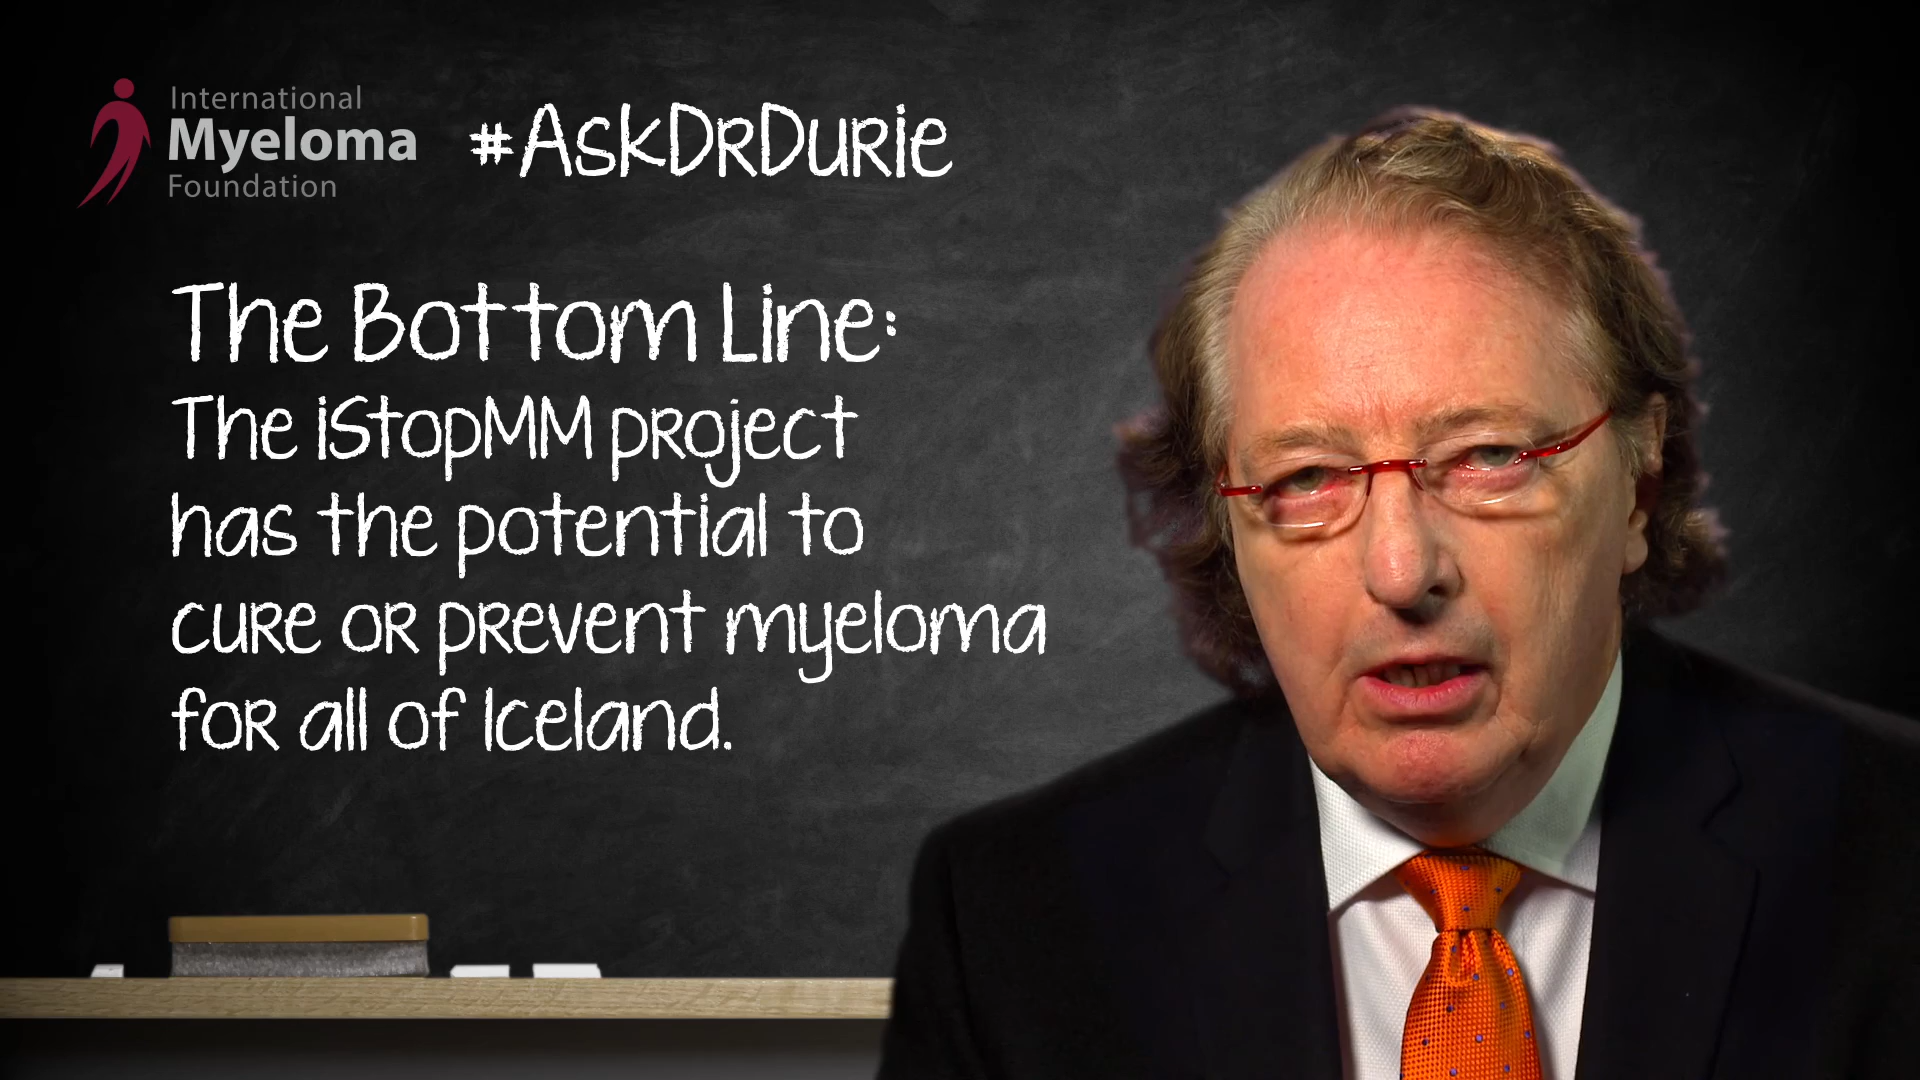 International
Myeloma
Foundation
#AskDrDurie
The Bottom Line:
The iStopMM project
has the potential to
cure or prevent myeloma
for all of Iceland.